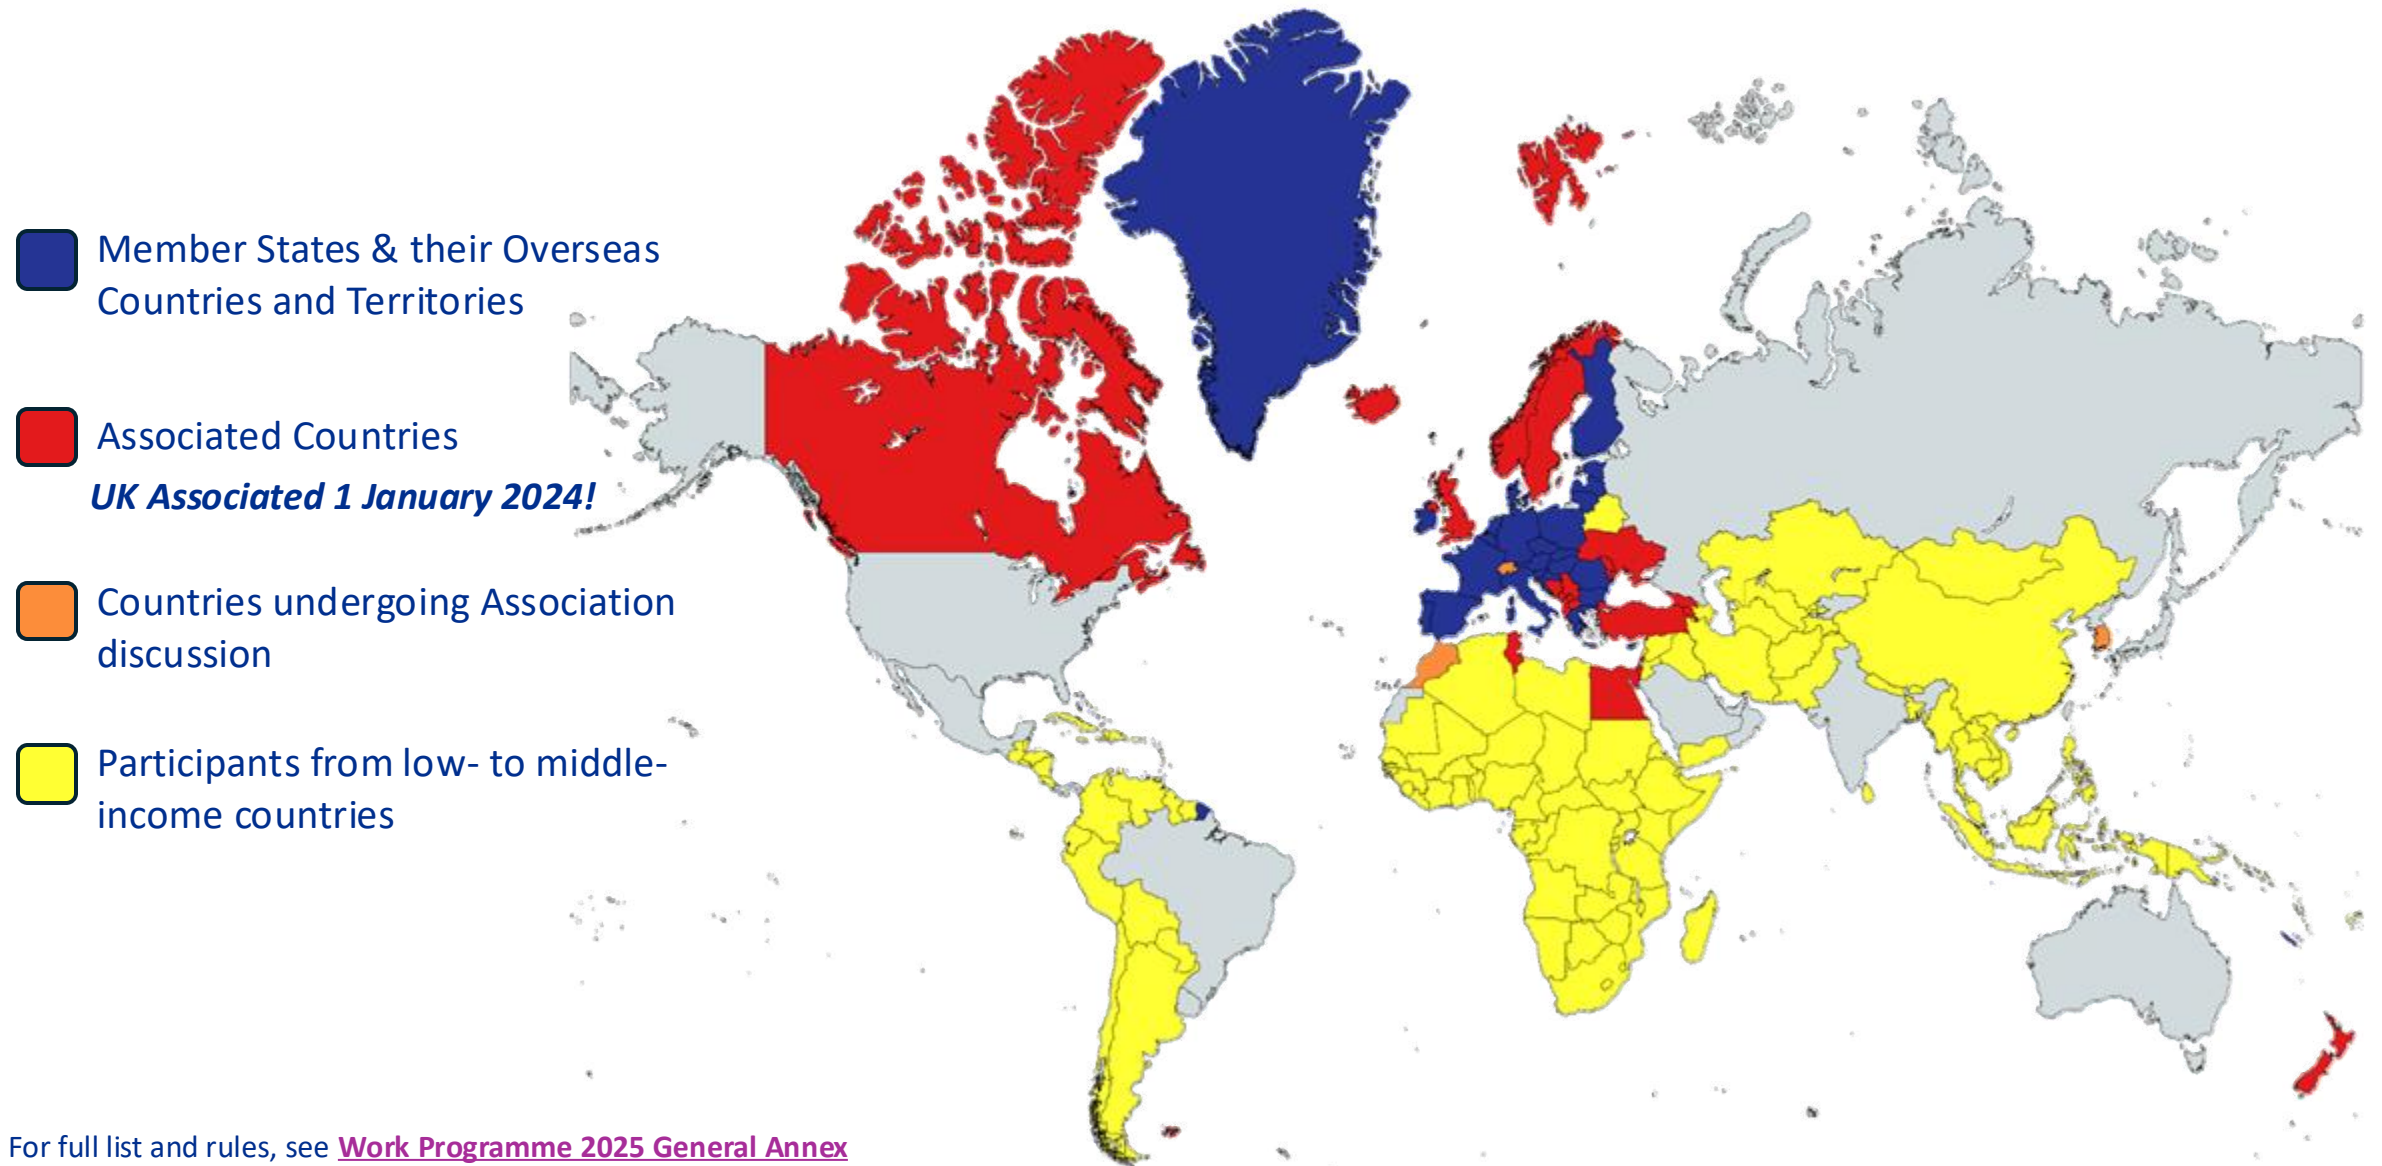 Member States & their Overseas
Countries and Territories
Associated Countries
UK Associated 1 January 2024!
Countries undergoing Association
discussion
Participants from low- to middle-
income countries
For full list and rules, see Work Programme 2025 General Annex